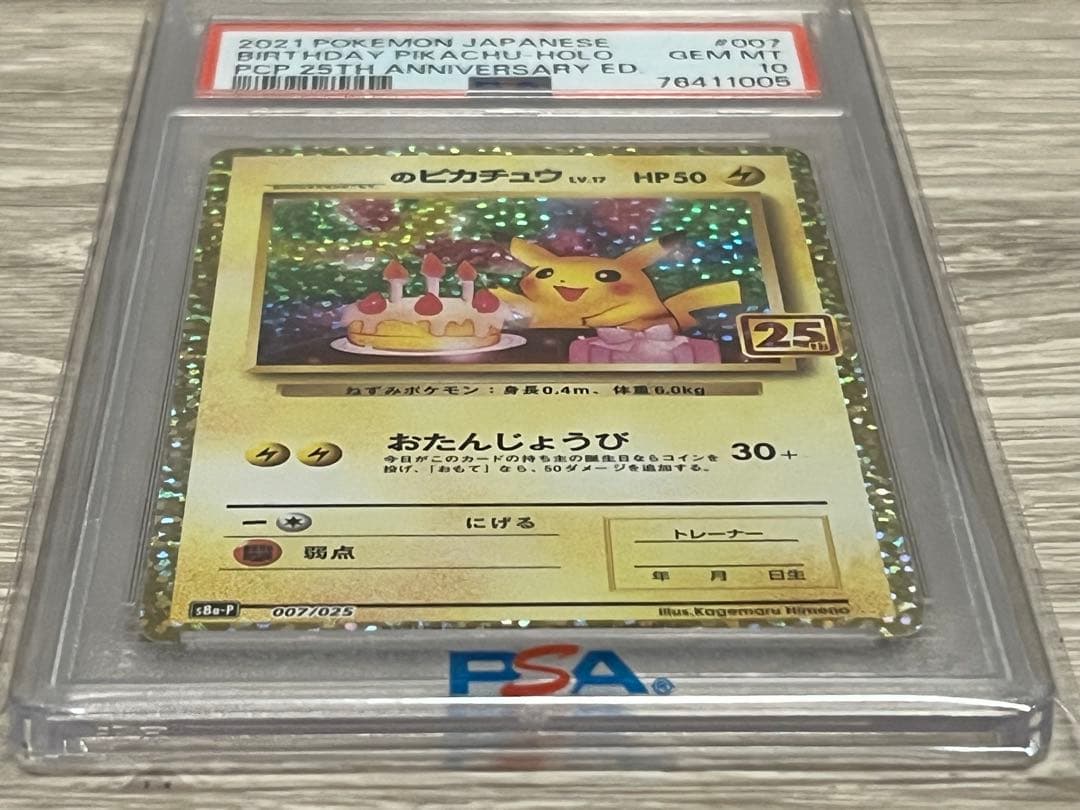 2021 POKEMON JAPANESE #007
BIRTHDAY PIKACHU-HOLO GEM MT
PCP 25TH ANNIVERSARY ED. 10
76411005
のピカチュウ LV.17 HP50
25th
ねずみポケモン：身長0.4m、体重6.0kg
おたんじょうび 30+
今日がこのカードの持ち主の誕生日ならコインを
投げ、「おもて」なら、50ダメージを追加する。
にげる
弱点
トレーナー
年 月 日生
s8a-P 007/025 Illus.Kagemaru Himeno
PSA®